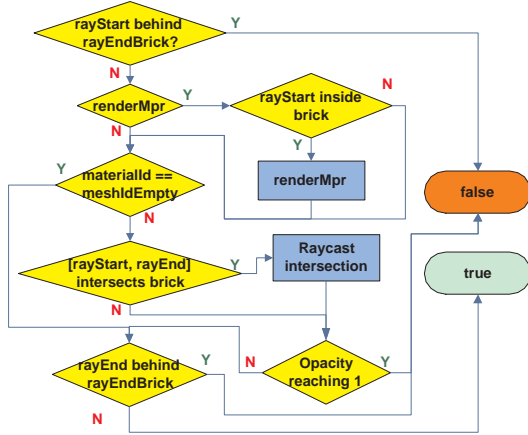 rayStart behind
rayEndBrick?
Y
N
renderMpr
Y
rayStart inside
brick
N
N
Y
Y
materialId ==
meshIdEmpty
renderMpr
false
N
[rayStart, rayEnd]
intersects brick
Y
Raycast
intersection
true
N
rayEnd behind
rayEndBrick
Y
N
Opacity
reaching 1
Y
N